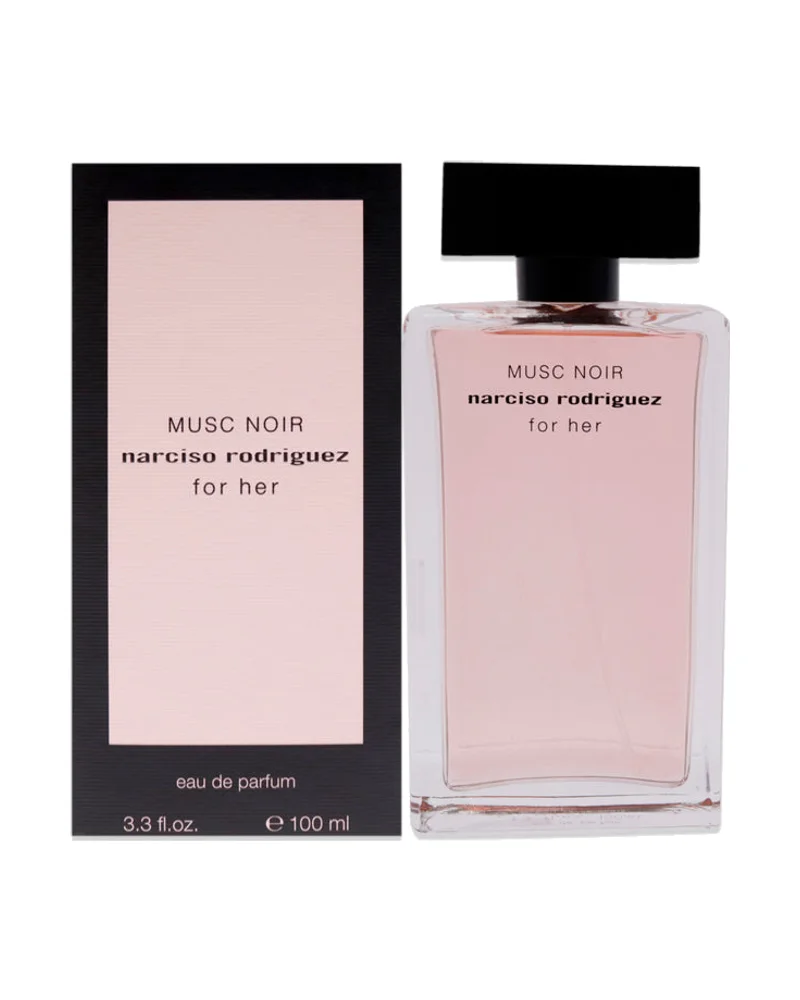 MUSC NOIR
narciso rodriguez
for her
eau de parfum
3.3 fl.oz. ℮ 100 ml
MUSC NOIR
narciso rodriguez
for her